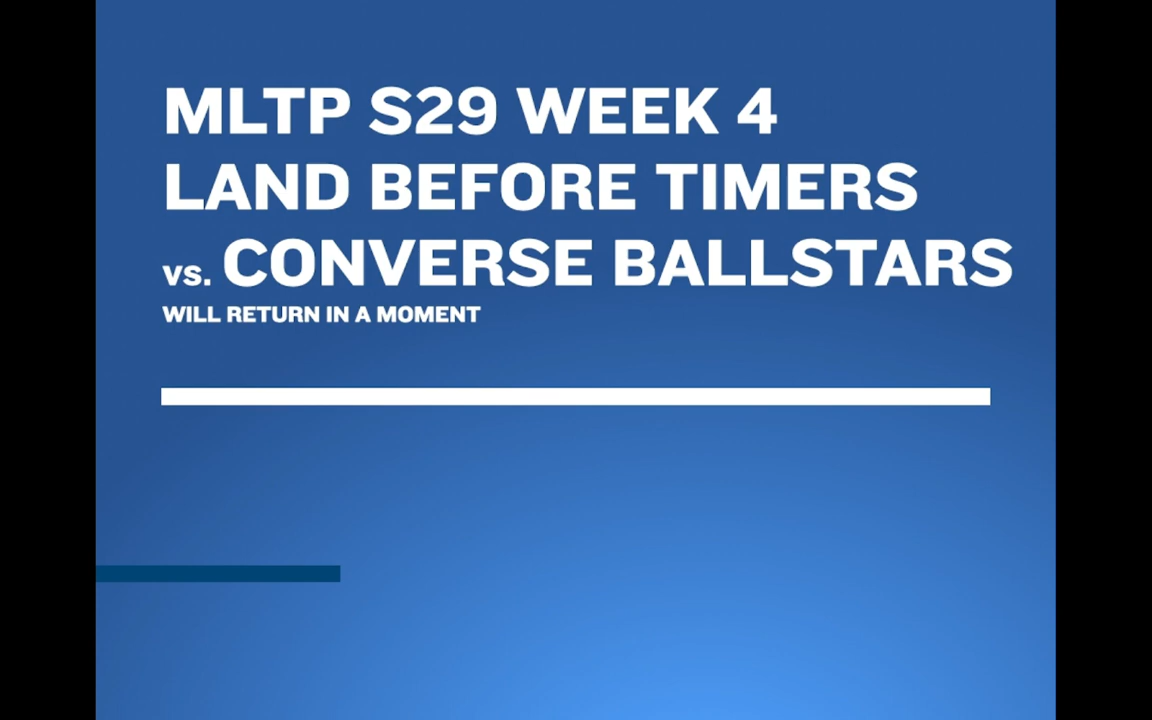 MLTP S29 WEEK 4
LAND BEFORE TIMERS
vs. CONVERSE BALLSTARS
WILL RETURN IN A MOMENT